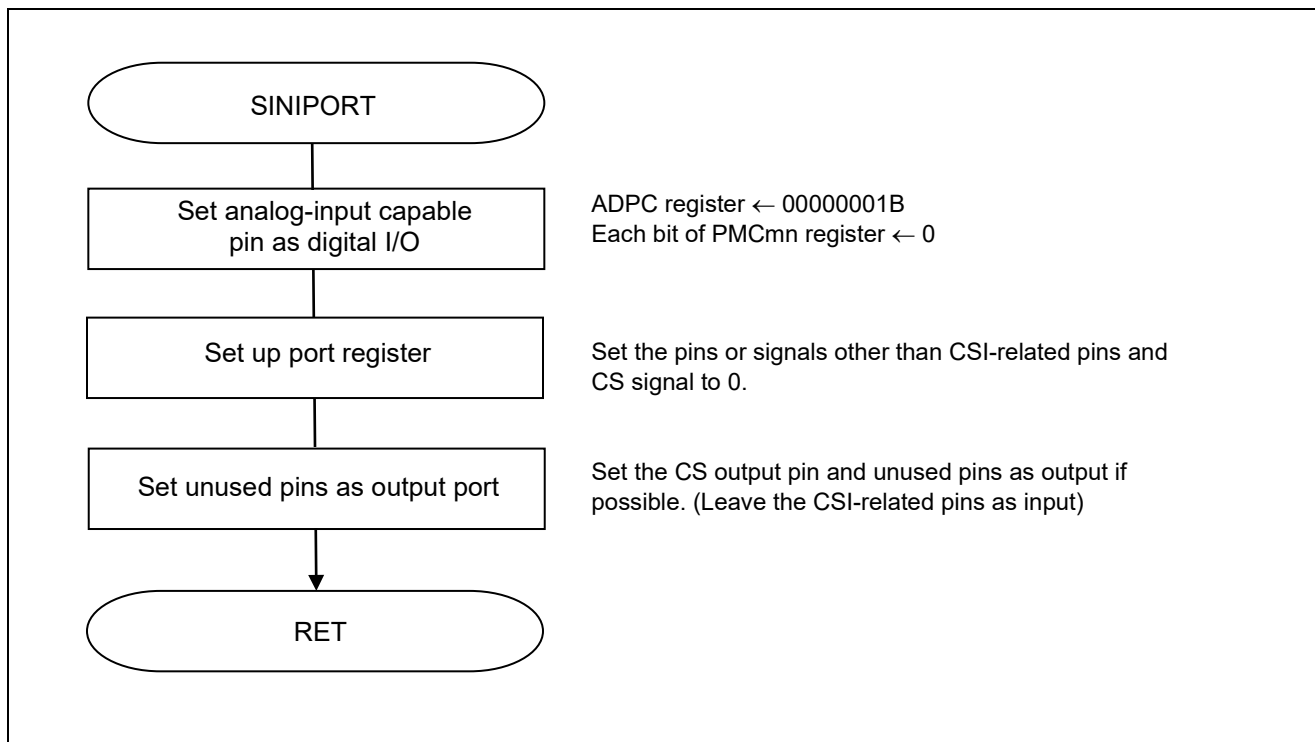 SINIPORT
Set analog-input capable
pin as digital I/O
ADPC register ← 00000001B
Each bit of PMCmn register ← 0
Set up port register
Set the pins or signals other than CSI-related pins and
CS signal to 0.
Set unused pins as output port
Set the CS output pin and unused pins as output if
possible. (Leave the CSI-related pins as input)
RET